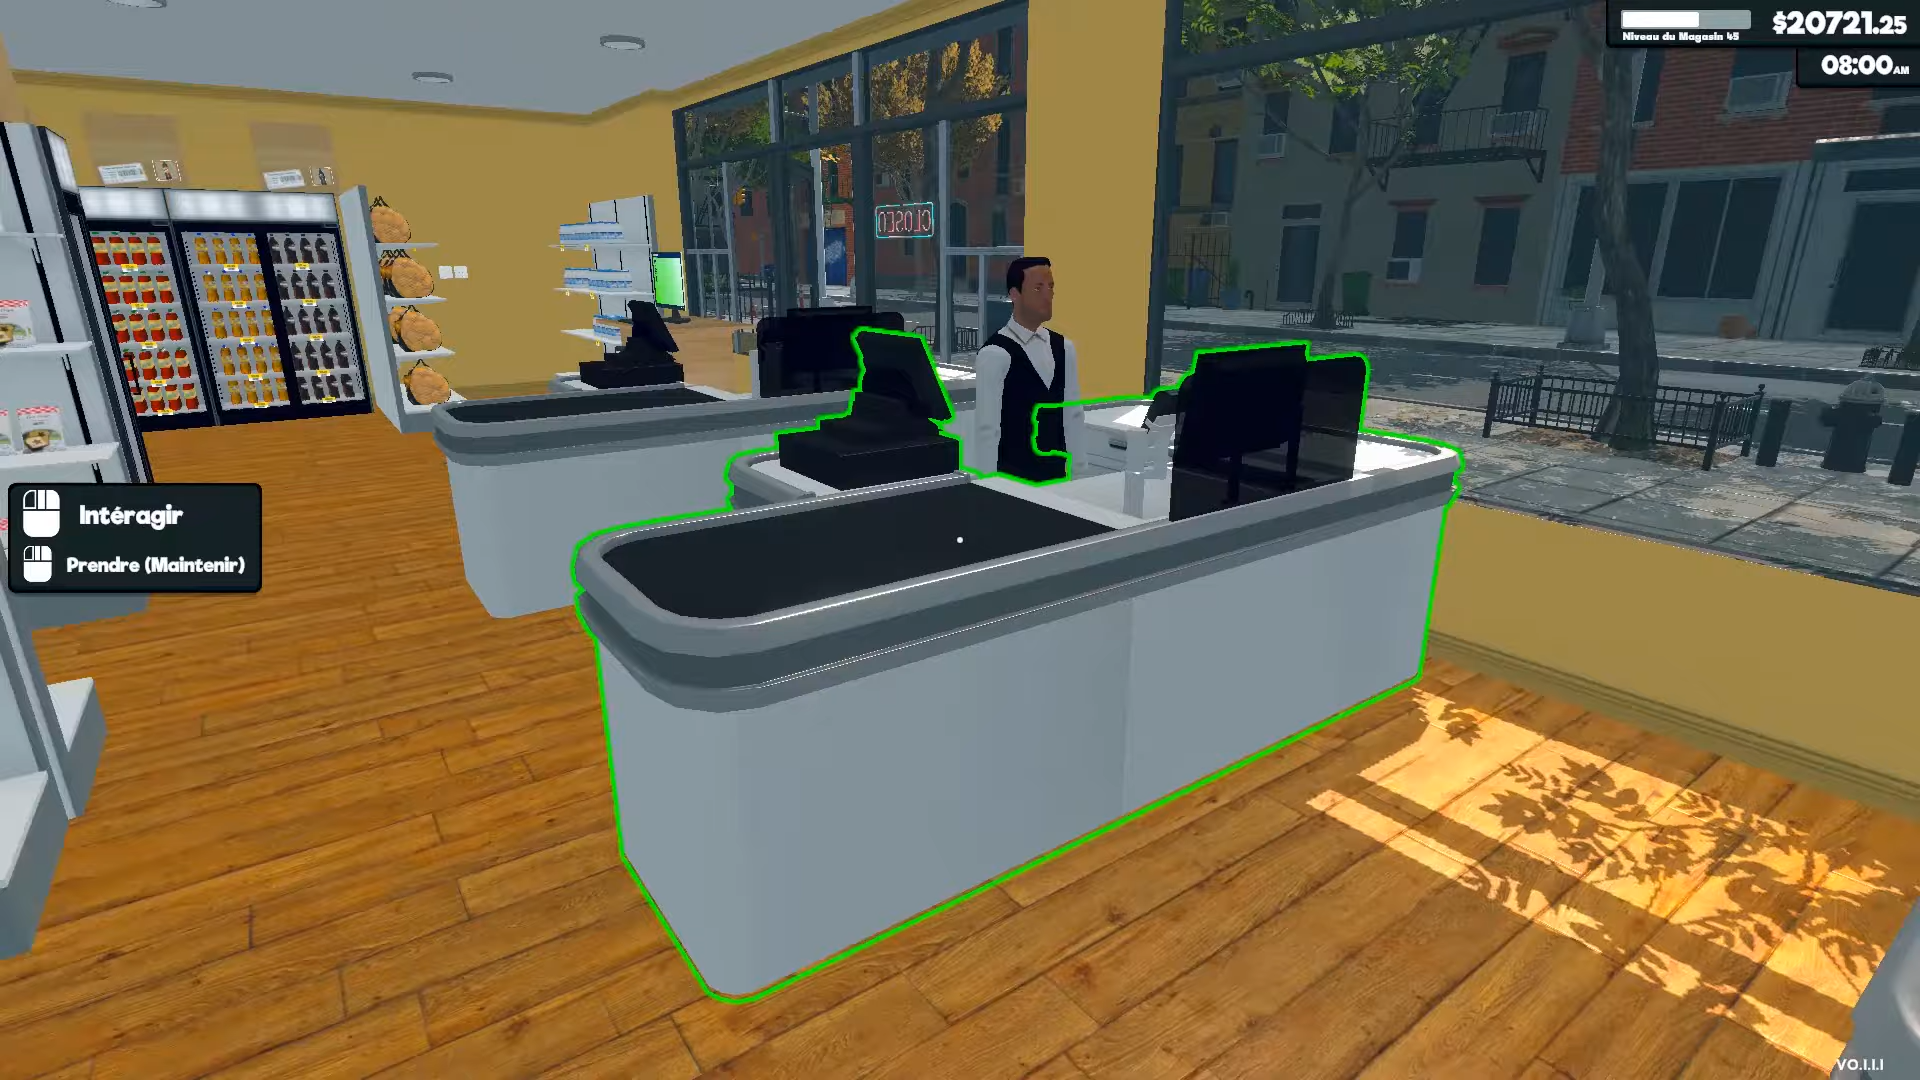 $20721.25
Niveau du Magasin 45
08:00AM
CLOSED
Intéragir
Prendre (Maintenir)
V0.1.1.1